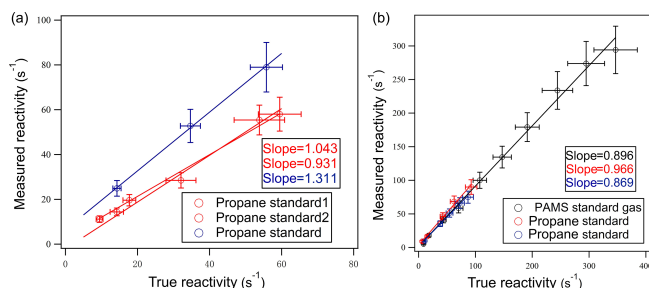 (a)
100
80
60
40
20
0
0
20
40
60
80
Measured reactivity (s⁻¹)
True reactivity (s⁻¹)
Slope=1.043
Slope=0.931
Slope=1.311
Propane standard1
Propane standard2
Propane standard
(b)
300
250
200
150
100
50
0
0
100
200
300
400
Measured reactivity (s⁻¹)
True reactivity (s⁻¹)
Slope=0.896
Slope=0.966
Slope=0.869
PAMS standard gas
Propane standard
Propane standard